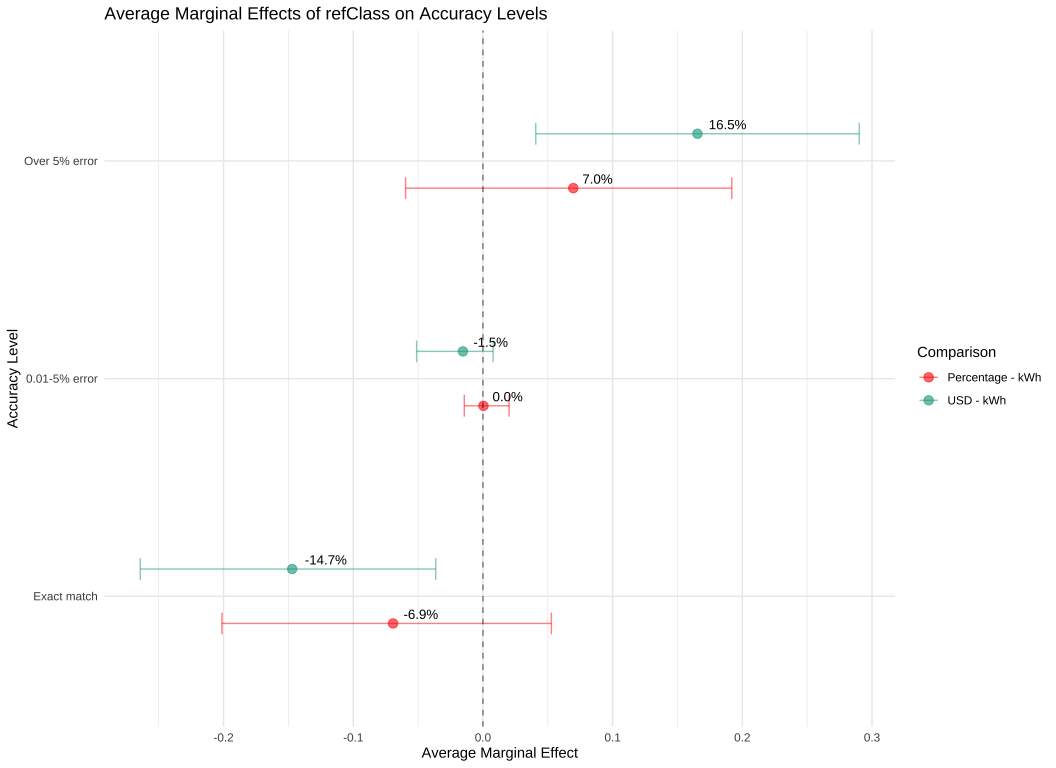 Average Marginal Effects of refClass on Accuracy Levels
16.5%
Over 5% error
7.0%
-1.5%
0.01-5% error
0.0%
-14.7%
Exact match
-6.9%
Accuracy Level
Comparison
Percentage - kWh
USD - kWh
-0.2
-0.1
0.0
0.1
0.2
0.3
Average Marginal Effect